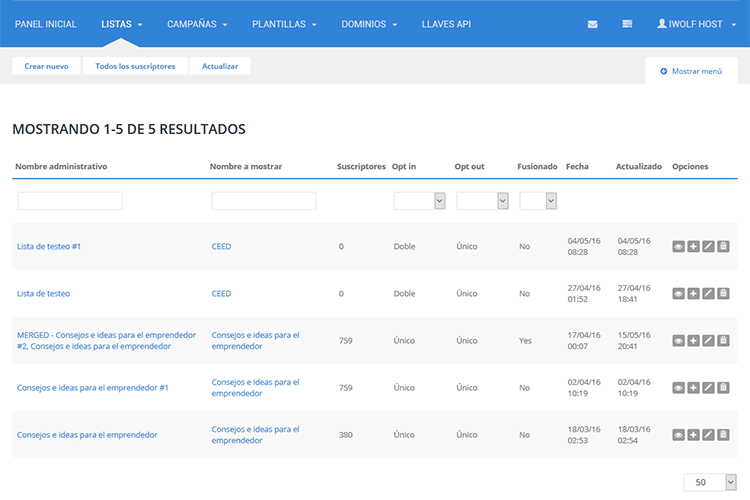 PANEL INICIAL LISTAS CAMPAÑAS PLANTILLAS DOMINIOS LLAVES API IWOLF HOST
Crear nuevo Todos los suscriptores Actualizar Mostrar menú
MOSTRANDO 1-5 DE 5 RESULTADOS
Nombre administrativo Nombre a mostrar Suscriptores Opt in Opt out Fusionado Fecha Actualizado Opciones
Lista de testeo #1 CEED 0 Doble Único No 04/05/16 08:28 04/05/16 08:28
Lista de testeo CEED 0 Doble Único No 27/04/16 01:52 27/04/16 18:41
MERGED - Consejos e ideas para el emprendedor #2, Consejos e ideas para el emprendedor Consejos e ideas para el emprendedor 759 Único Único Yes 17/04/16 00:07 15/05/16 20:41
Consejos e ideas para el emprendedor #1 Consejos e ideas para el emprendedor 759 Único Único No 02/04/16 10:19 02/04/16 10:19
Consejos e ideas para el emprendedor Consejos e ideas para el emprendedor 380 Único Único No 18/03/16 02:53 18/03/16 02:54
50